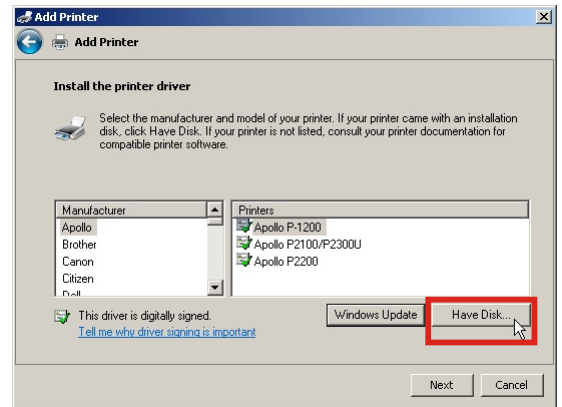 Add Printer
Add Printer
Install the printer driver
Select the manufacturer and model of your printer. If your printer came with an installation
disk, click Have Disk. If your printer is not listed, consult your printer documentation for
compatible printer software.
Manufacturer
Apollo
Brother
Canon
Citizen
Dell
Printers
Apollo P-1200
Apollo P2100/P2300U
Apollo P2200
This driver is digitally signed.
Tell me why driver signing is important
Windows Update
Have Disk...
Next
Cancel